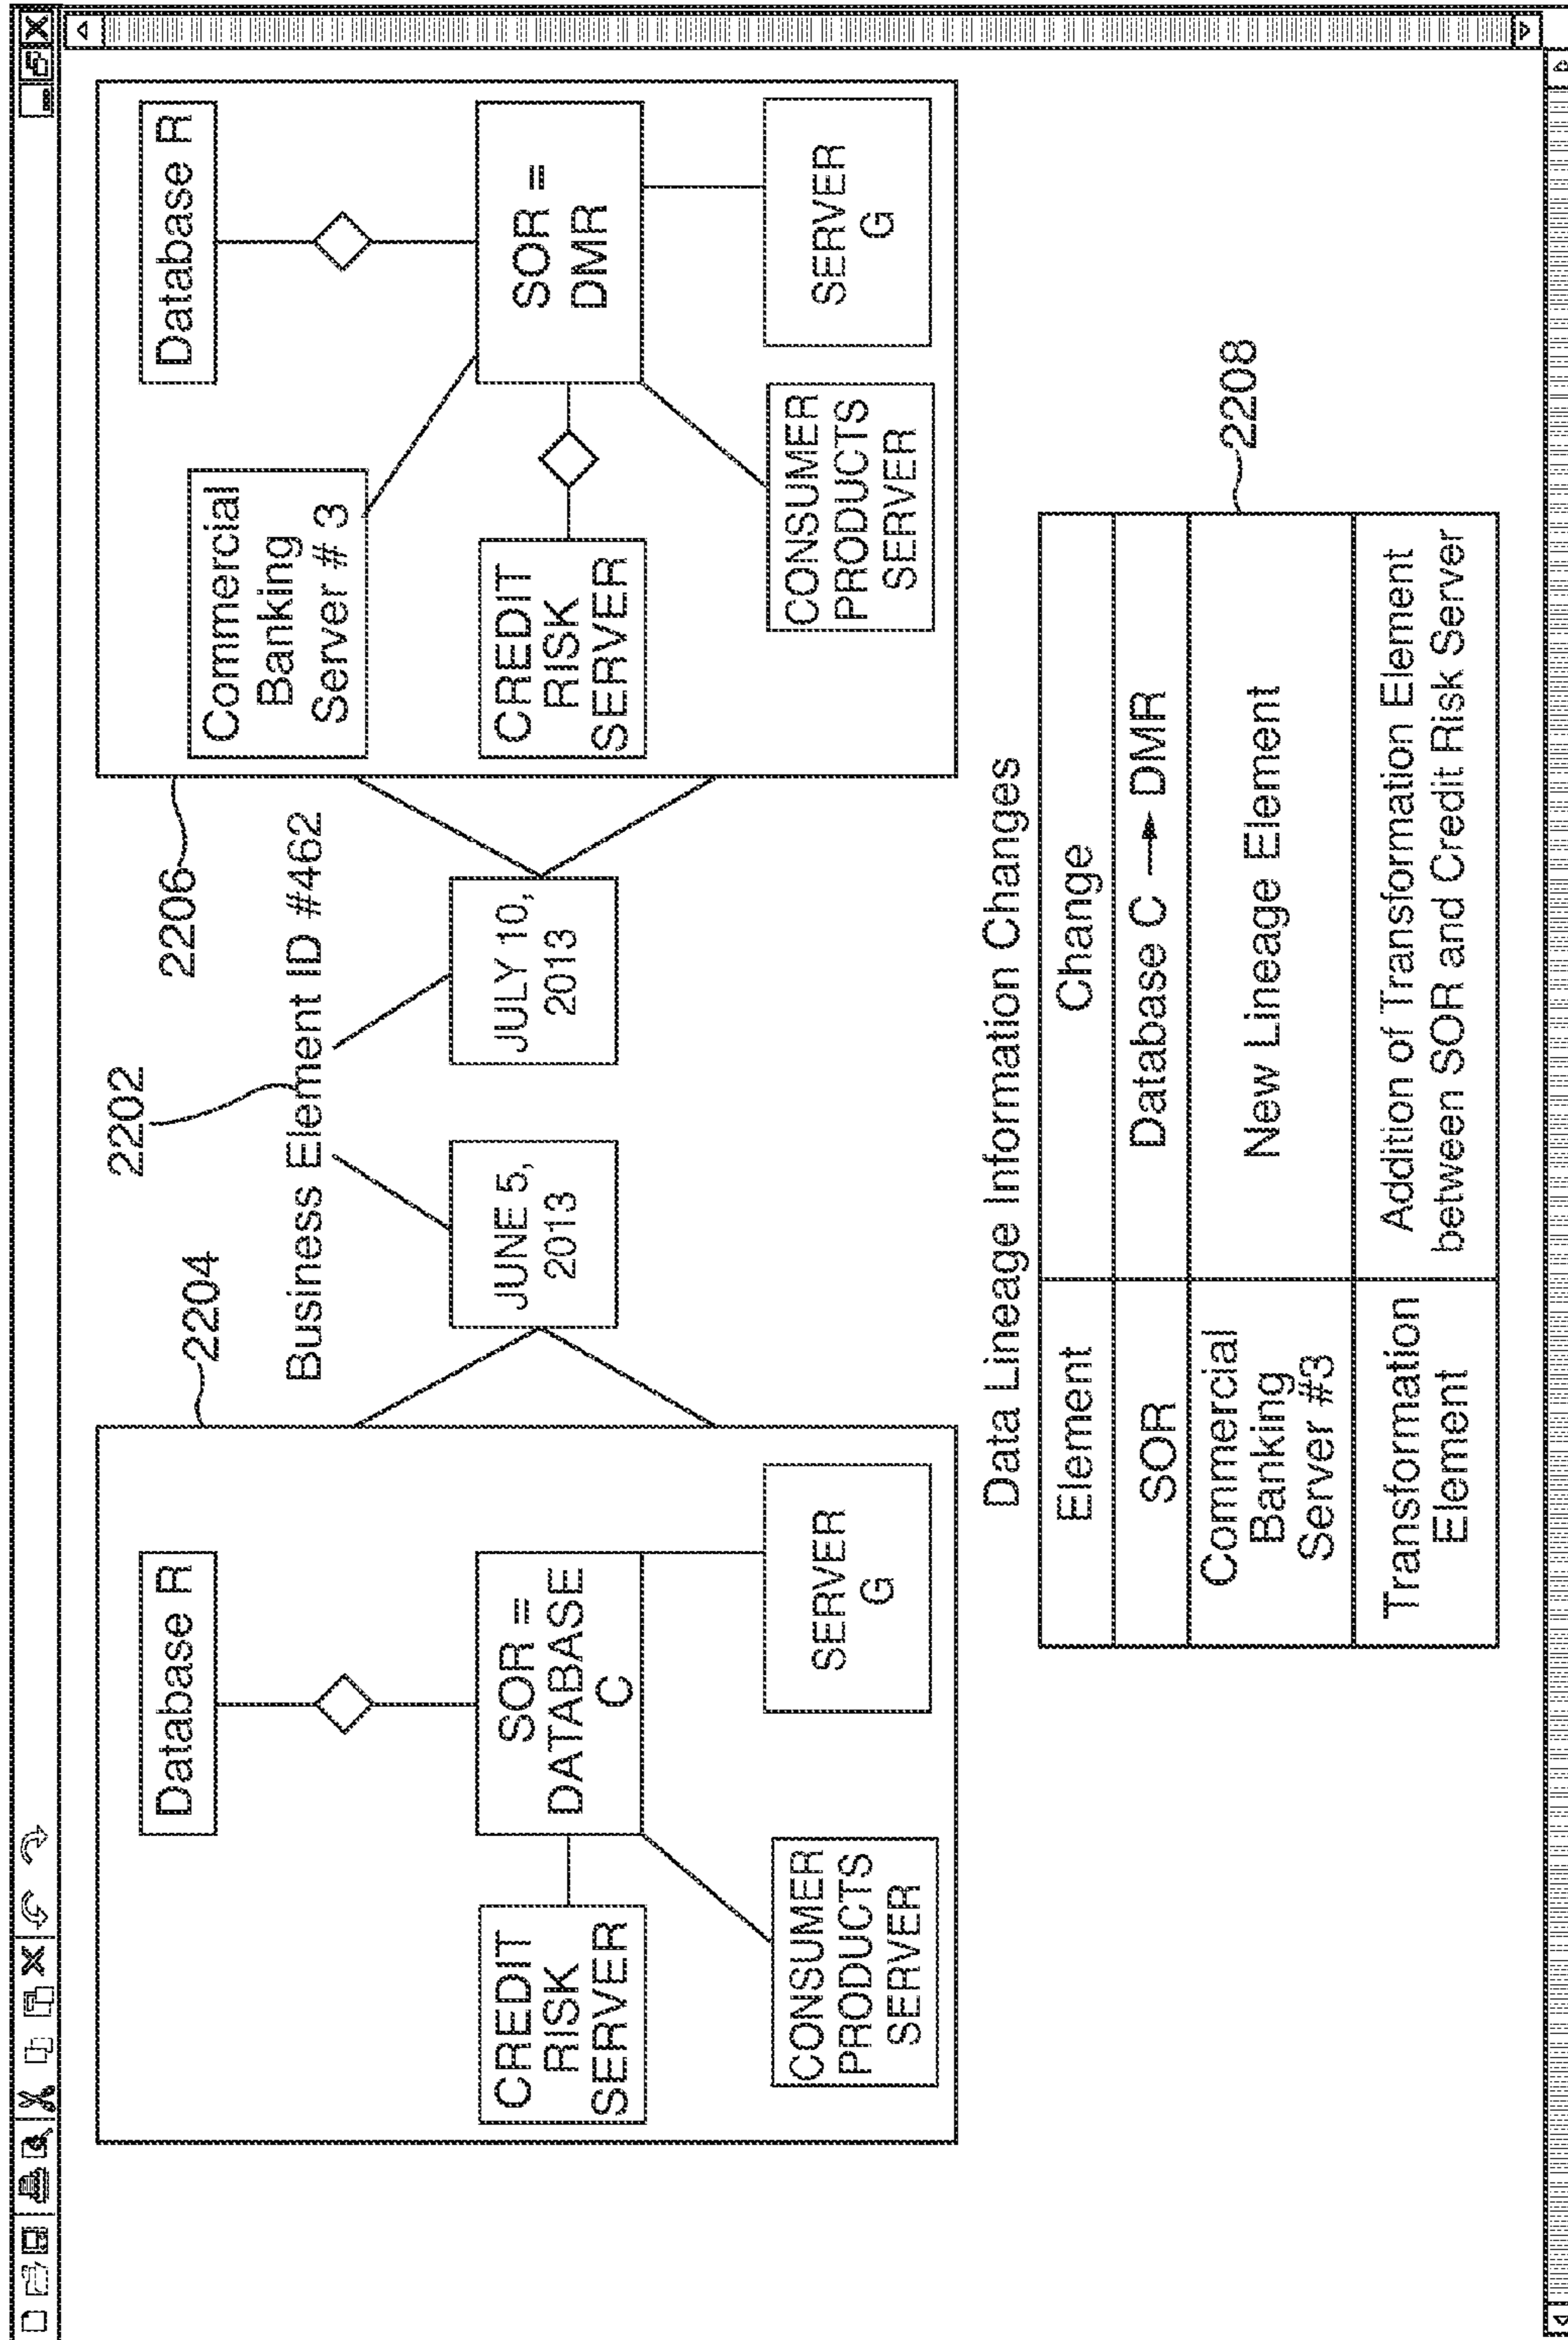 2202
Business Element ID #462
2204
2206
Database R
SOR =
DATABASE
C
CREDIT
RISK
SERVER
CONSUMER
PRODUCTS
SERVER
SERVER
G
JUNE 5,
2013
JULY 10,
2013
Database R
Commercial
Banking
Server # 3
SOR =
DMR
CREDIT
RISK
SERVER
CONSUMER
PRODUCTS
SERVER
SERVER
G
Data Lineage Information Changes
Element Change
SOR Database C → DMR
Commercial
Banking
Server #3
New Lineage Element
Transformation
Element
Addition of Transformation Element
between SOR and Credit Risk Server
2208